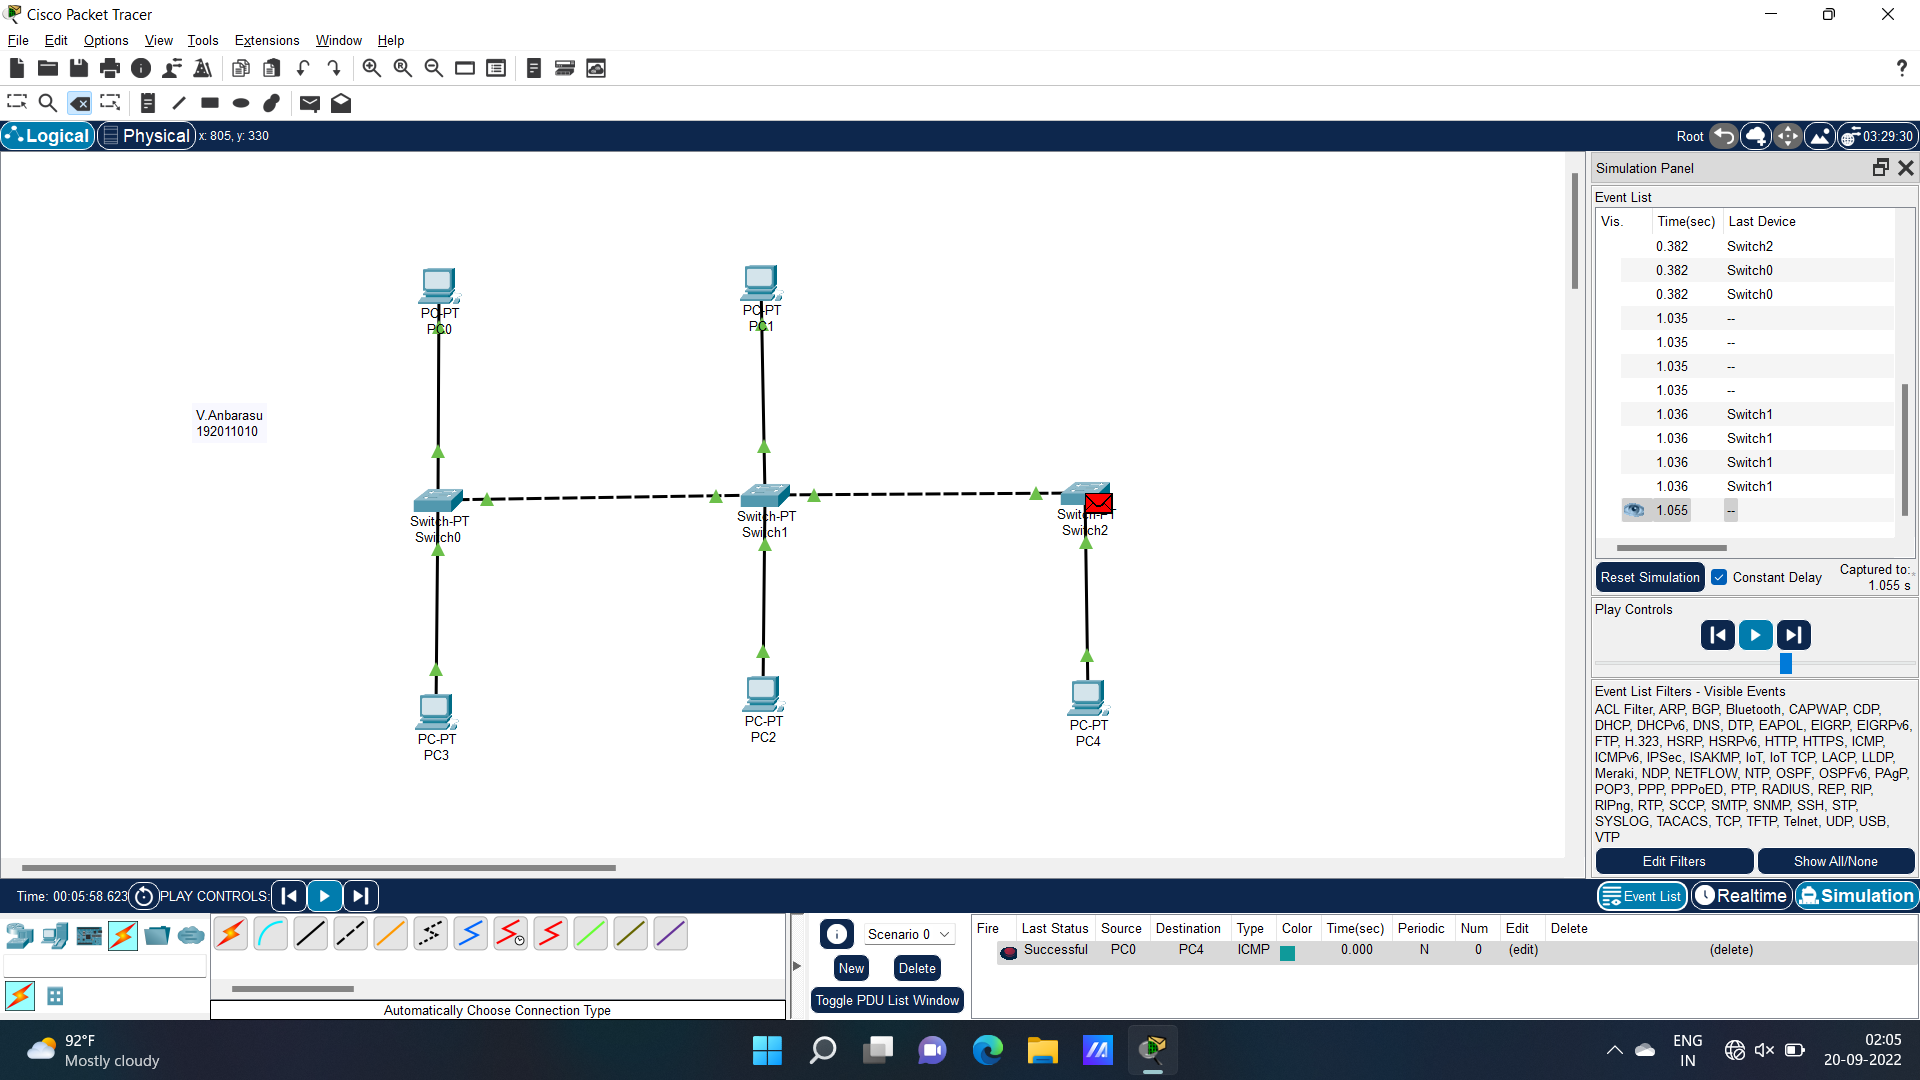 Cisco Packet Tracer
File Edit Options View Tools Extensions Window Help
?
Logical Physical x: 805, y: 330 Root 03:29:30
PC-PT
PC0
PC-PT
PC1
V.Anbarasu
192011010
Switch-PT
Switch0
Switch-PT
Switch1
Switch-PT
Switch2
PC-PT
PC3
PC-PT
PC2
PC-PT
PC4
Simulation Panel
Event List
Vis. Time(sec) Last Device
0.382 Switch2
0.382 Switch0
0.382 Switch0
1.035 --
1.035 --
1.035 --
1.035 --
1.036 Switch1
1.036 Switch1
1.036 Switch1
1.036 Switch1
1.055 --
Reset Simulation Constant Delay Captured to:
1.055 s
Play Controls
Event List Filters - Visible Events
ACL Filter, ARP, BGP, Bluetooth, CAPWAP, CDP,
DHCP, DHCPv6, DNS, DTP, EAPOL, EIGRP, EIGRPv6,
FTP, H.323, HSRP, HSRPv6, HTTP, HTTPS, ICMP,
ICMPv6, IPSec, ISAKMP, IoT, IoT TCP, LACP, LLDP,
Meraki, NDP, NETFLOW, NTP, OSPF, OSPFv6, PAgP,
POP3, PPP, PPPoED, PTP, RADIUS, REP, RIP,
RIPng, RTP, SCCP, SMTP, SNMP, SSH, STP,
SYSLOG, TACACS, TCP, TFTP, Telnet, UDP, USB,
VTP
Edit Filters Show All/None
Time: 00:05:58.623 PLAY CONTROLS: Event List Realtime Simulation
Scenario 0
New Delete
Toggle PDU List Window
Fire Last Status Source Destination Type Color Time(sec) Periodic Num Edit Delete
Successful PC0 PC4 ICMP 0.000 N 0 (edit) (delete)
Automatically Choose Connection Type
92°F
Mostly cloudy
ENG
IN
02:05
20-09-2022